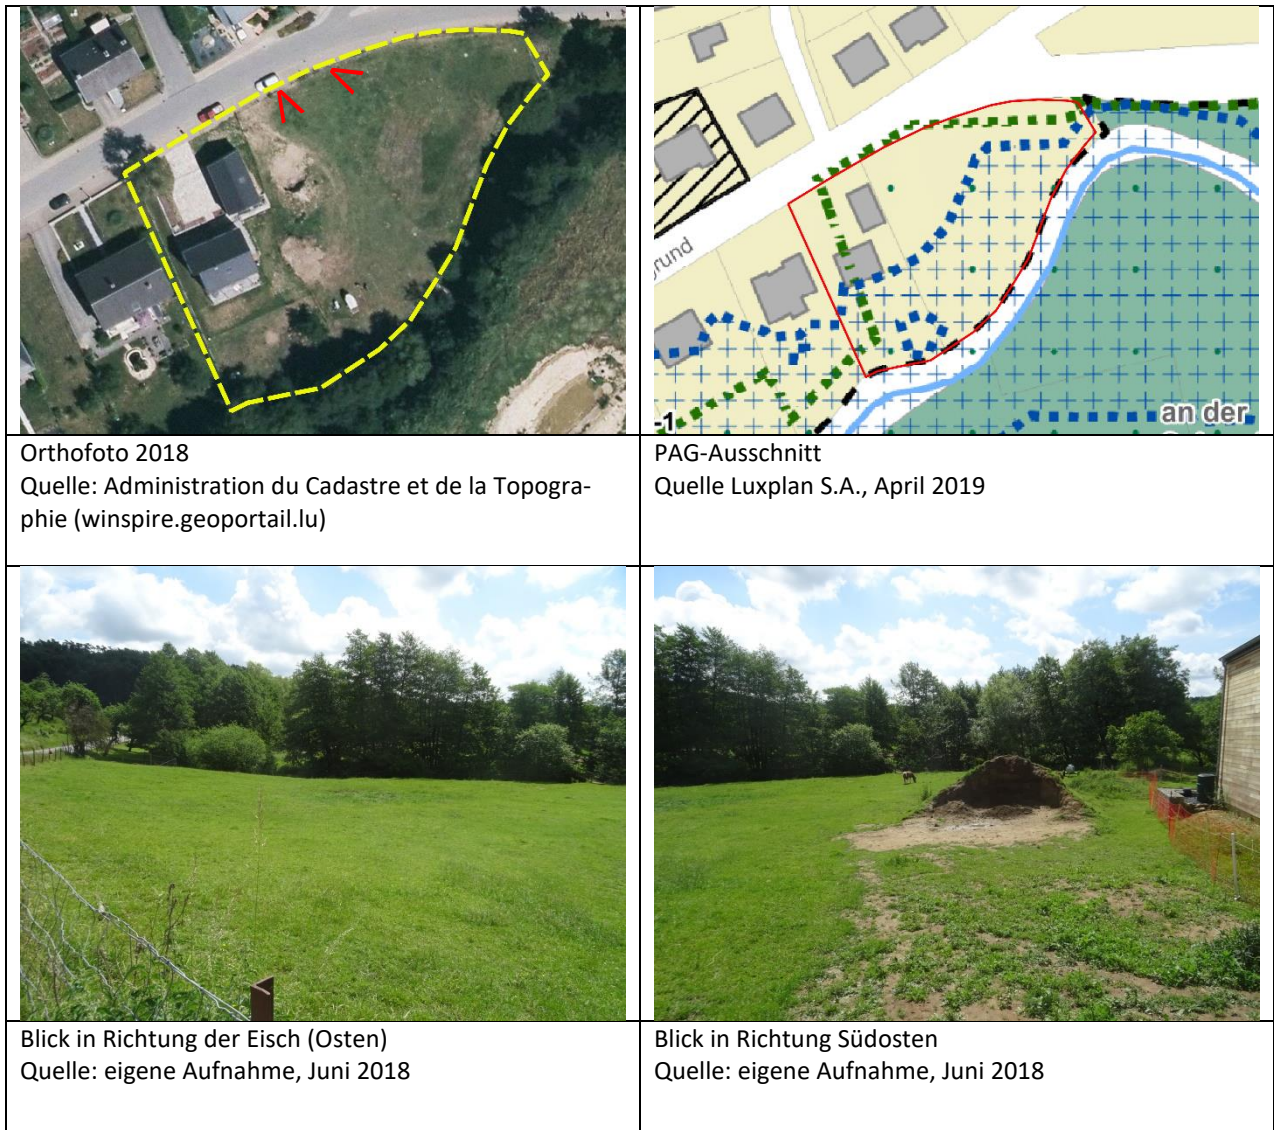 grund
-1
an der
Orthofoto 2018
Quelle: Administration du Cadastre et de la Topogra-
phie (winspire.geoportail.lu)
PAG-Ausschnitt
Quelle Luxplan S.A., April 2019
Blick in Richtung der Eisch (Osten)
Quelle: eigene Aufnahme, Juni 2018
Blick in Richtung Südosten
Quelle: eigene Aufnahme, Juni 2018